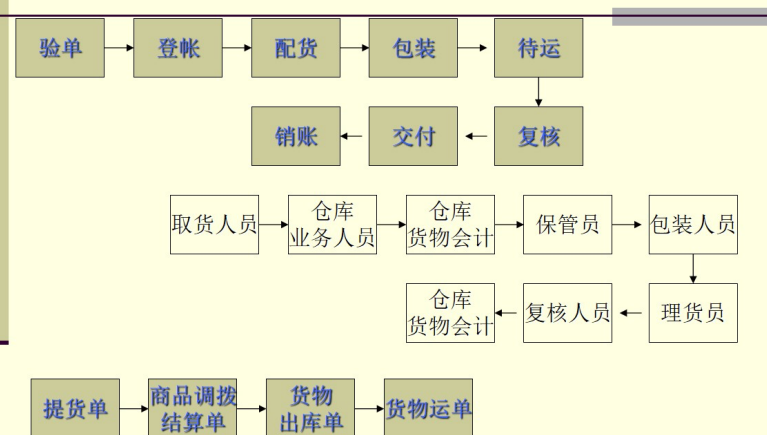 验单
登帐
配货
包装
待运
销账
交付
复核
取货人员
仓库
业务人员
仓库
货物会计
保管员
包装人员
仓库
货物会计
复核人员
理货员
提货单
商品调拨
结算单
货物
出库单
货物运单